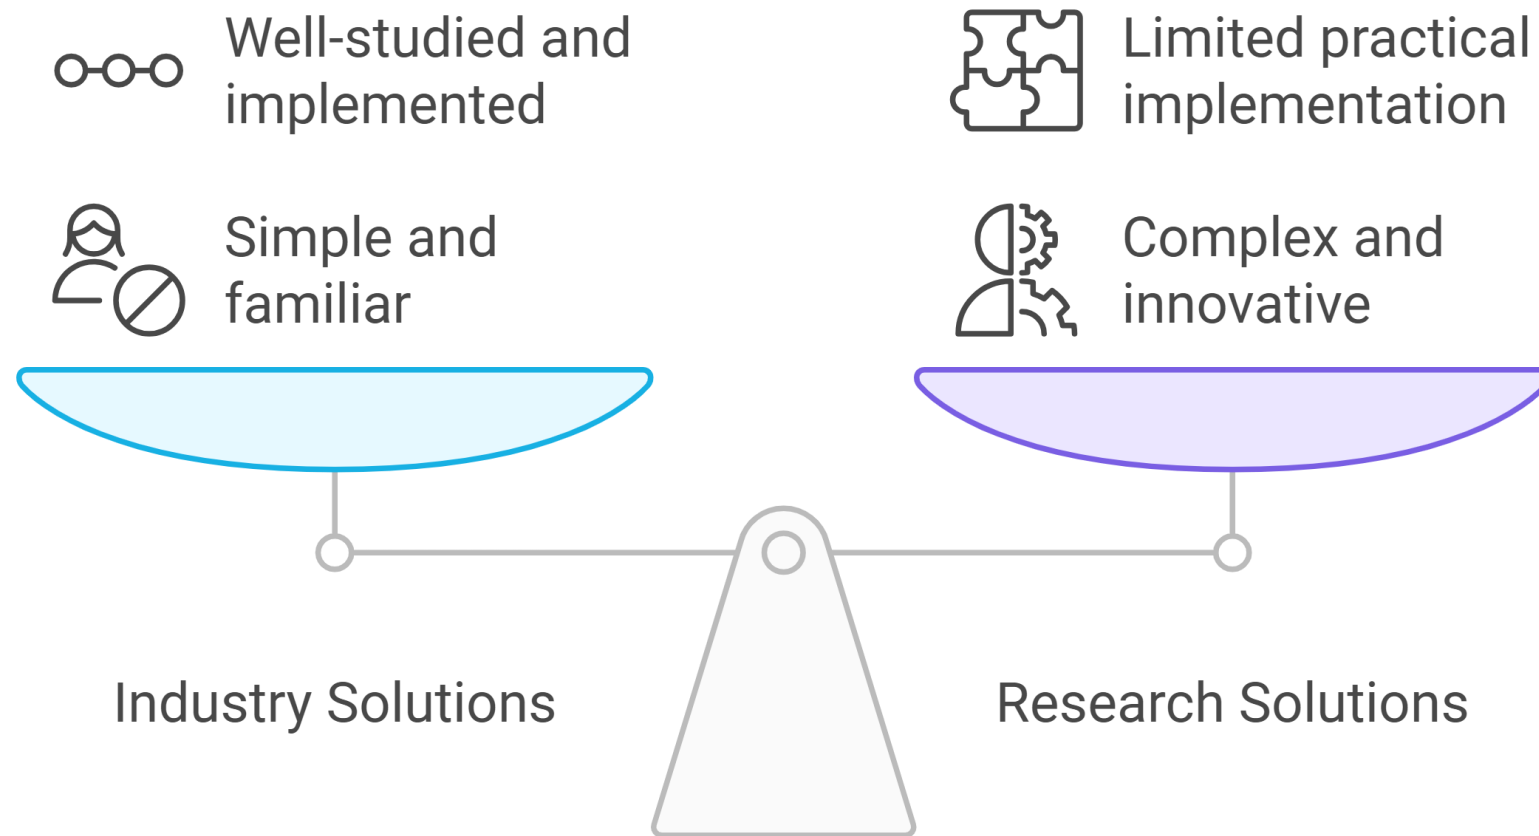 Well-studied and
implemented
Limited practical
implementation
Simple and
familiar
Complex and
innovative
Industry Solutions
Research Solutions